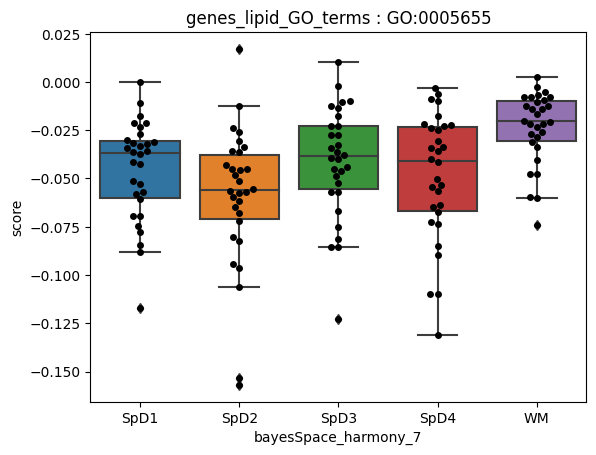 genes_lipid_GO_terms : GO:0005655
0.025
0.000
−0.025
−0.050
−0.075
−0.100
−0.125
−0.150
score
SpD1 SpD2 SpD3 SpD4 WM
bayesSpace_harmony_7